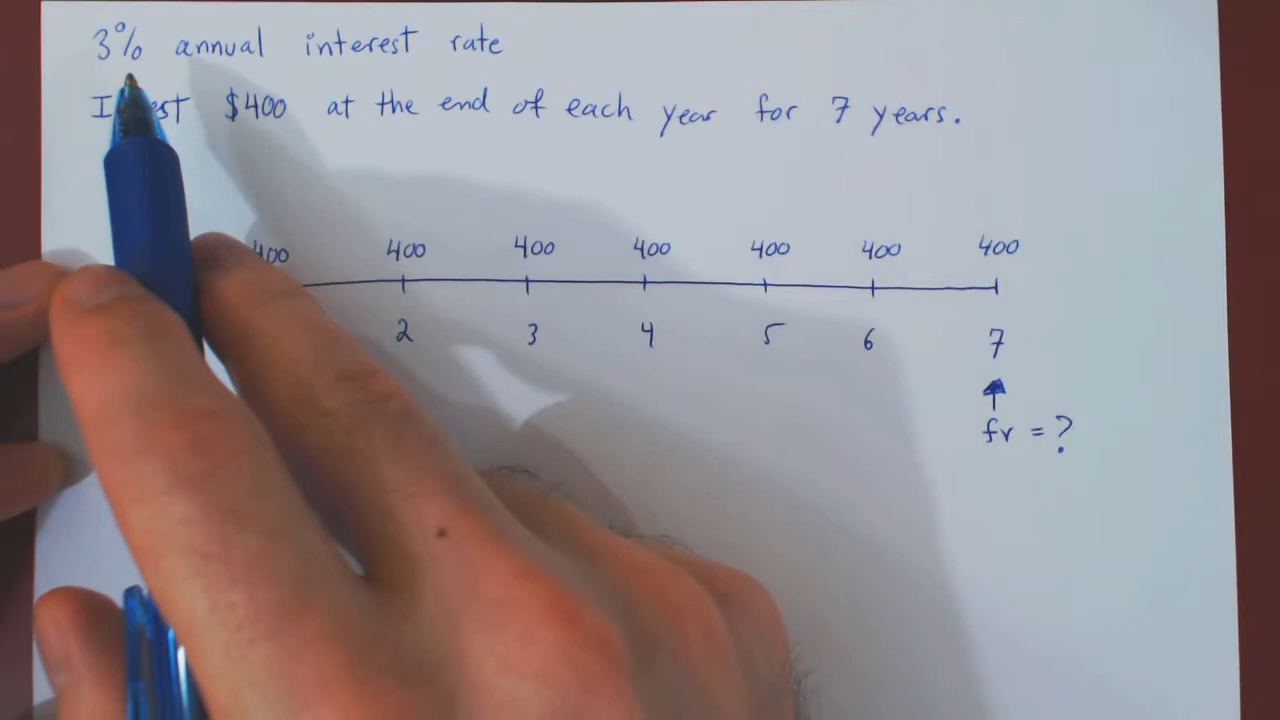 3% annual interest rate
$400 at the end of each year for 7 years.
400 400 400 400 400 400 400
2 3 4 5 6 7
fv = ?